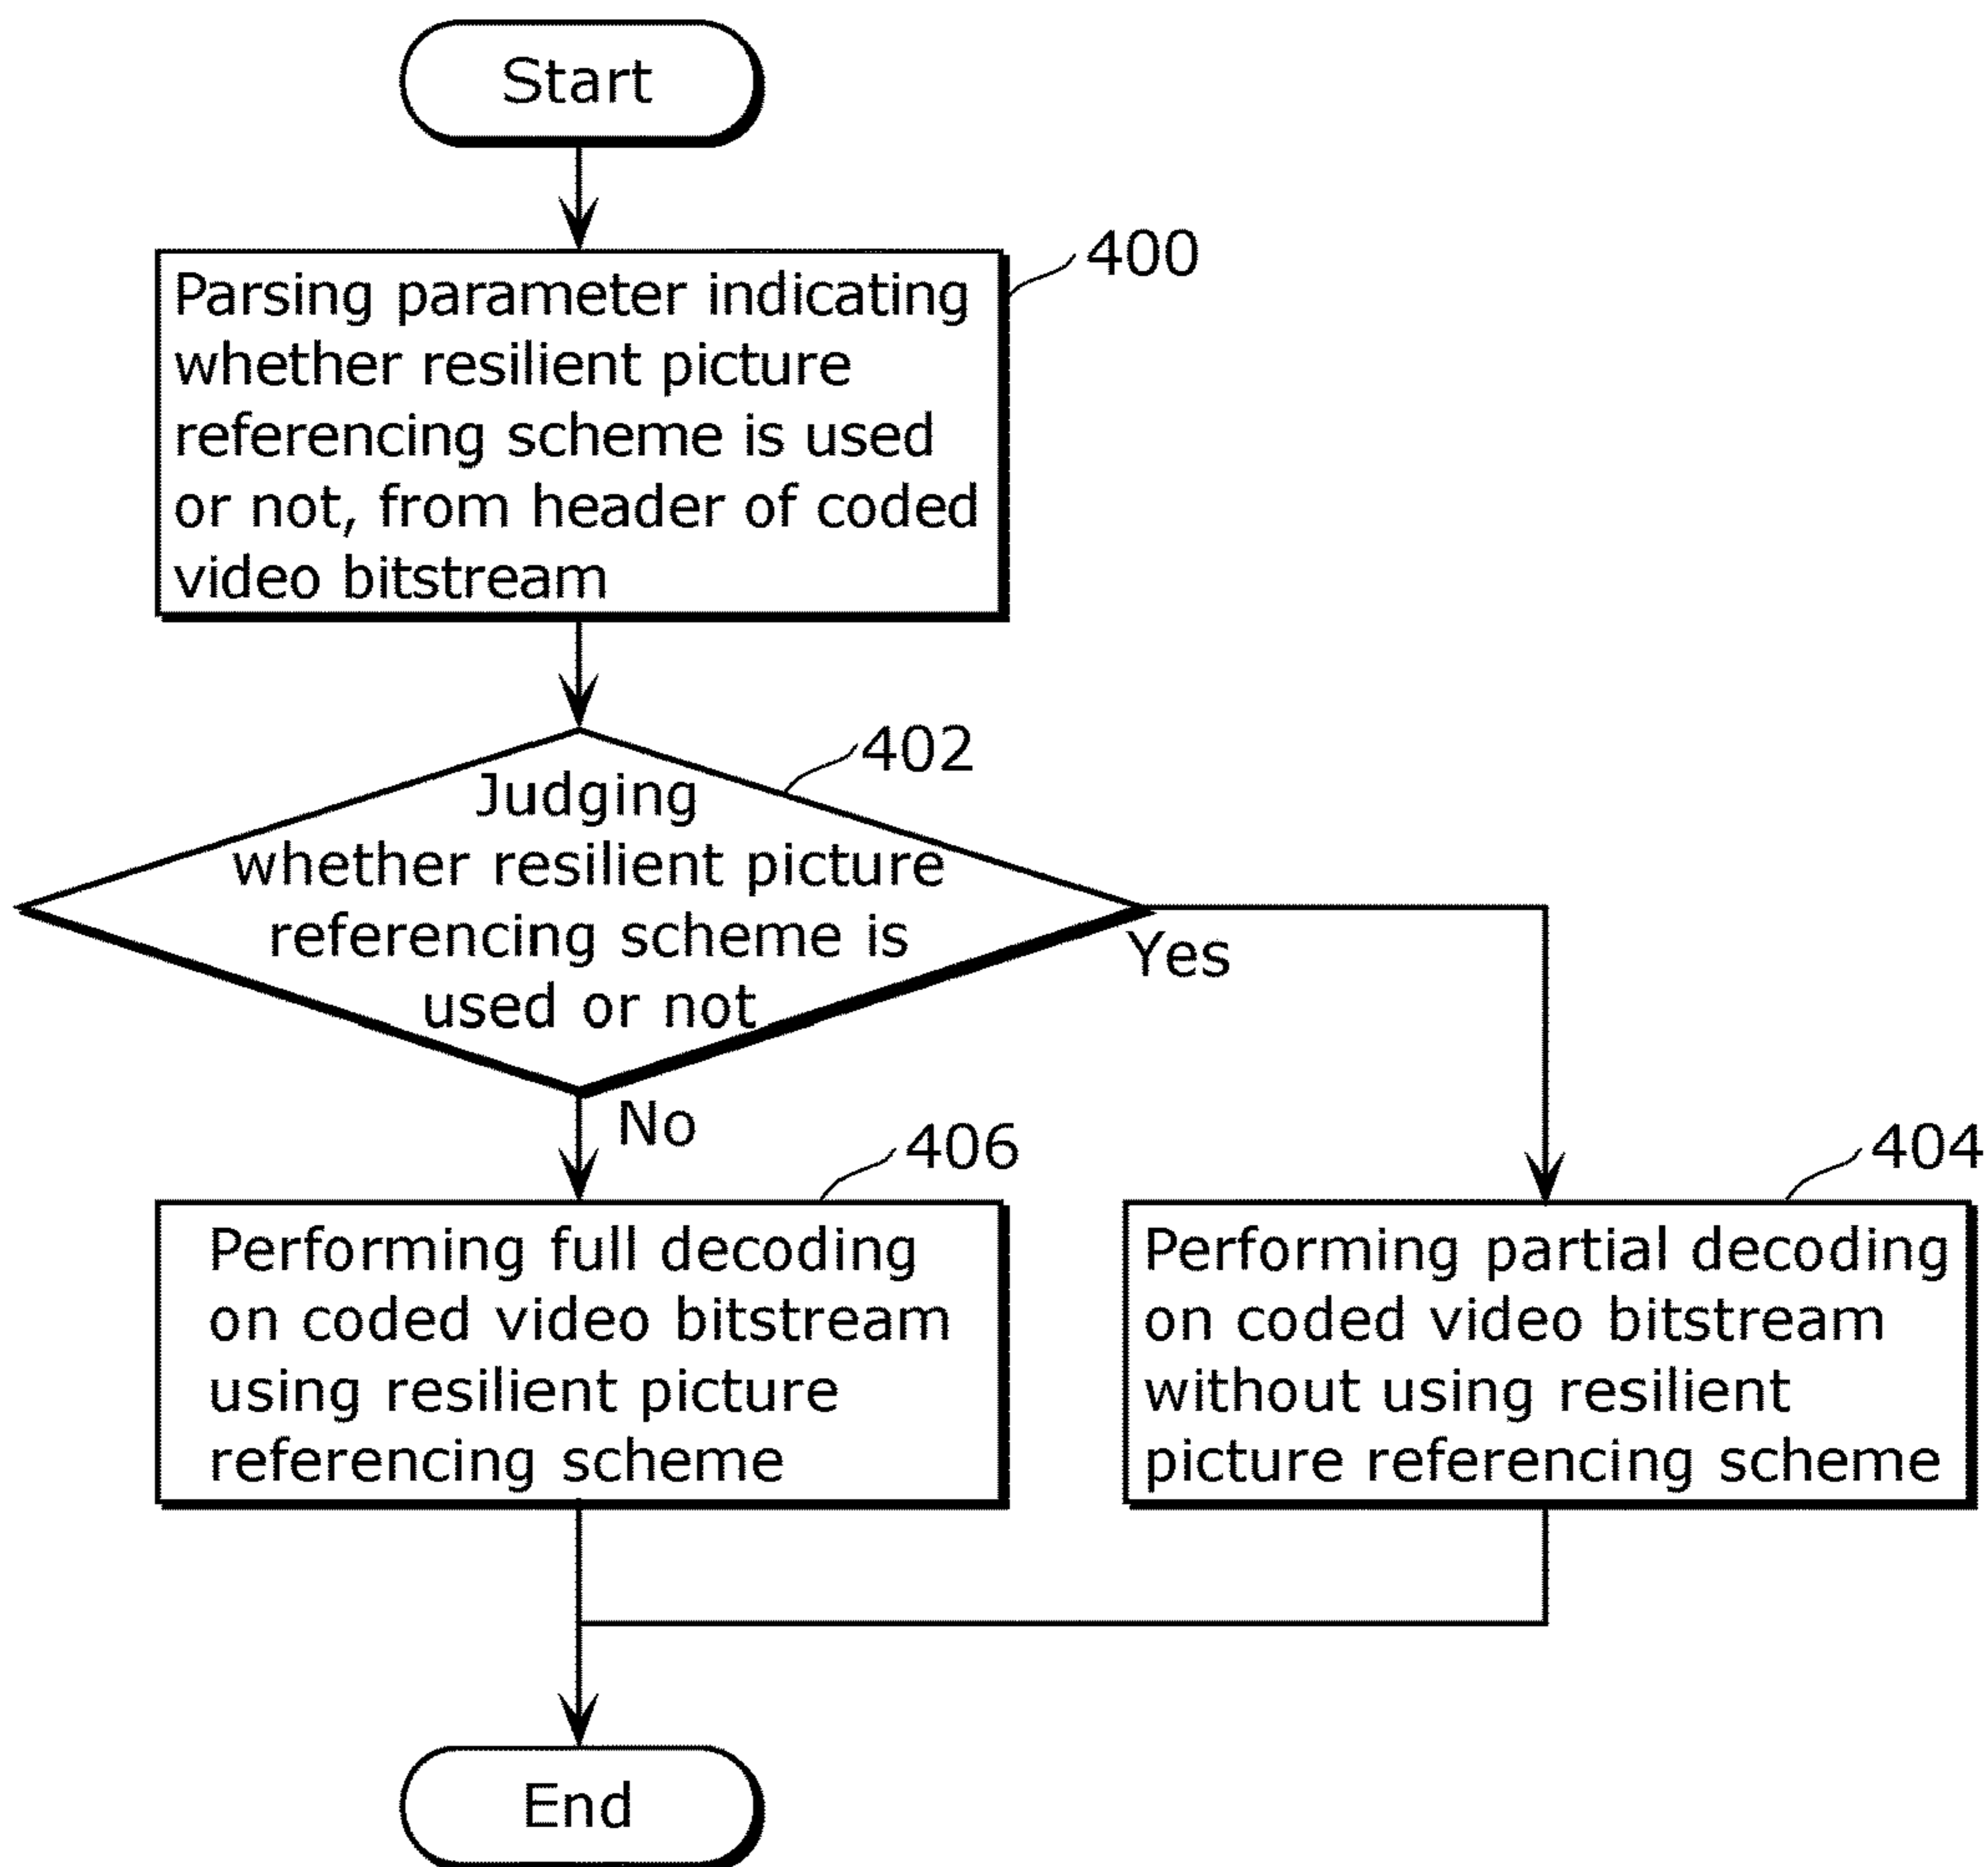 Start
400
Parsing parameter indicating
whether resilient picture
referencing scheme is used
or not, from header of coded
video bitstream
402
Judging
whether resilient picture
referencing scheme is
used or not
Yes
No
406
Performing full decoding
on coded video bitstream
using resilient picture
referencing scheme
404
Performing partial decoding
on coded video bitstream
without using resilient
picture referencing scheme
End